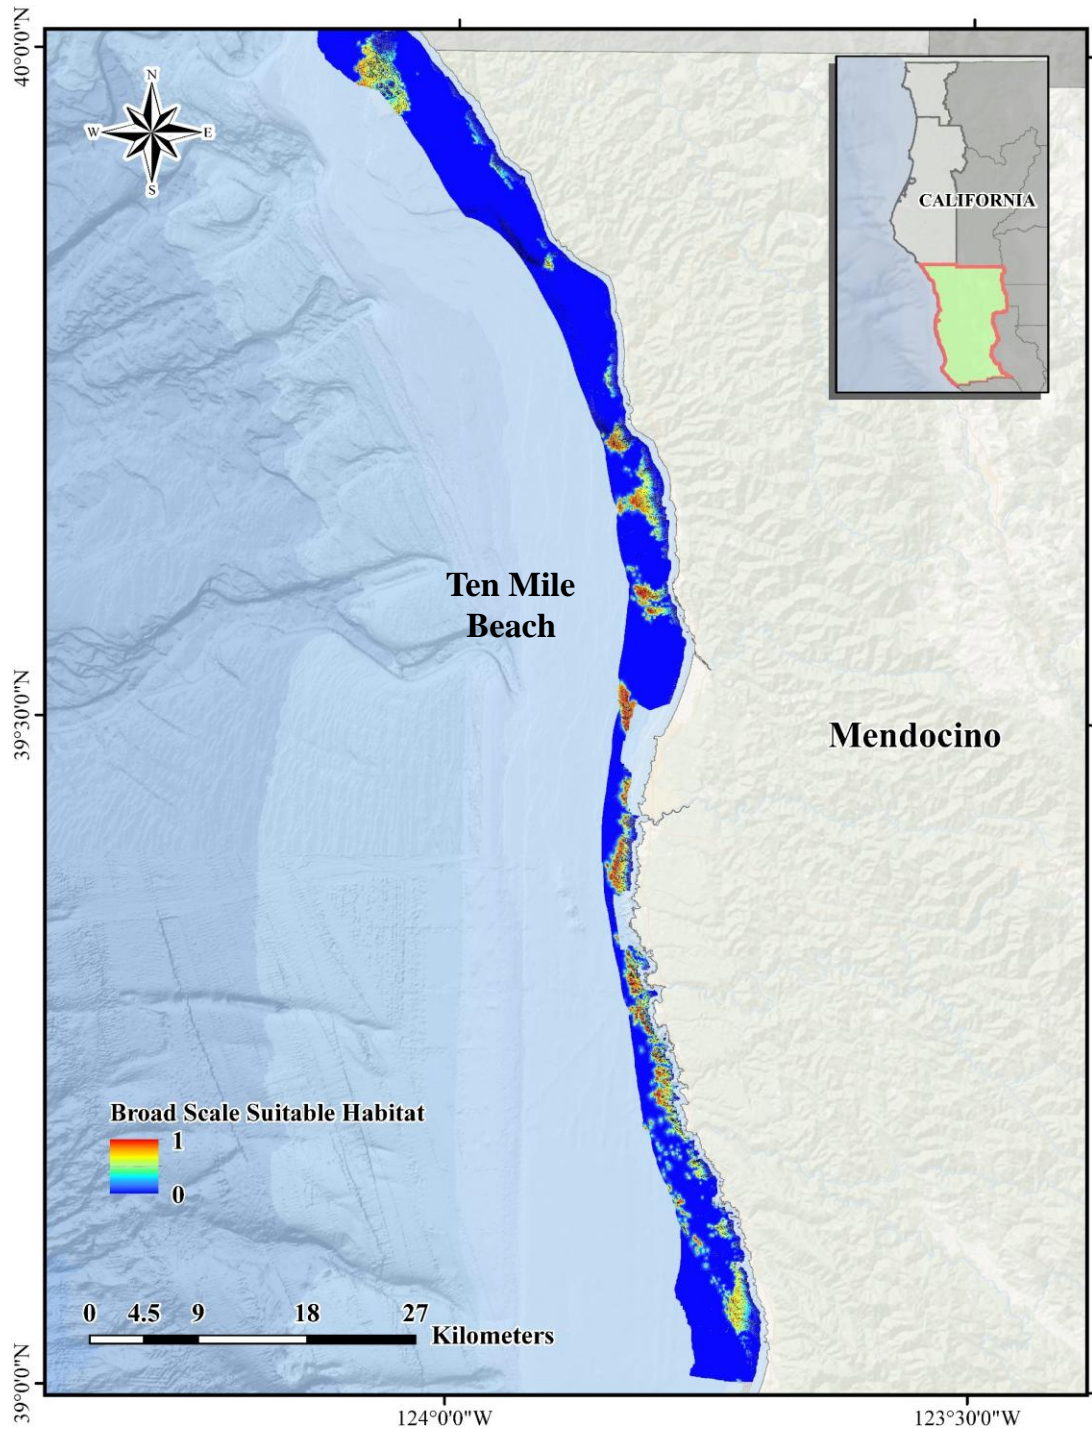 40°0'0"N
N
W
E
S
CALIFORNIA
Ten Mile
Beach
39°30'0"N
Mendocino
Broad Scale Suitable Habitat
1
0
0 4.5 9 18 27
Kilometers
39°0'0"N
124°0'0"W 123°30'0"W